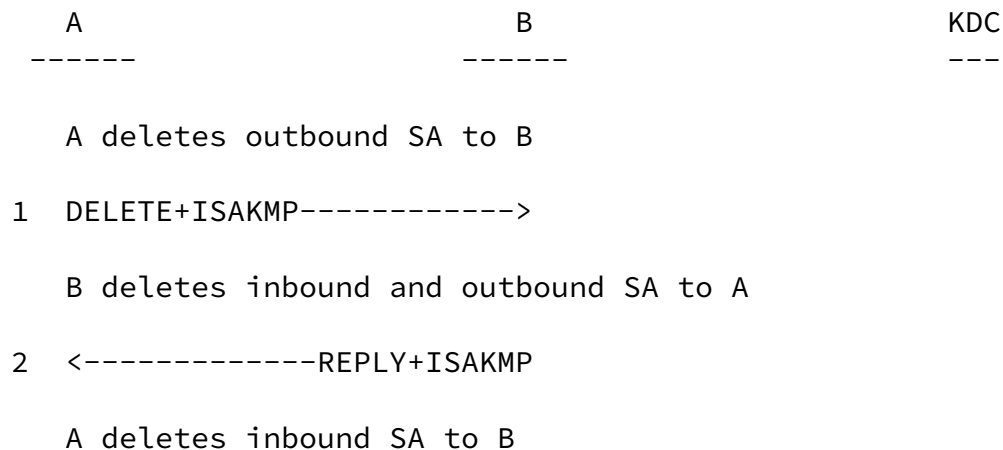 A                           B                         KDC
------                    ------                       ---
A deletes outbound SA to B
1  DELETE+ISAKMP------------>
B deletes inbound and outbound SA to A
2  <-------------REPLY+ISAKMP
A deletes inbound SA to B